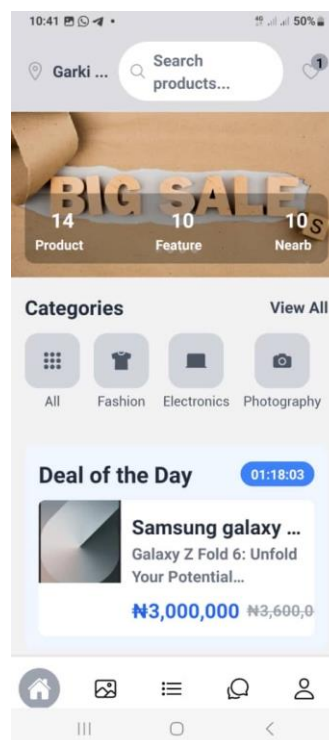 10:41
50%
Garki ...
Search
products...
1
BIG SALE
S
14
10
10
Product
Feature
Nearb
Categories
View All
All
Fashion
Electronics
Photography
Deal of the Day
01:18:03
Samsung galaxy ...
Galaxy Z Fold 6: Unfold
Your Potential...
₦3,000,000 ₦3,600,0